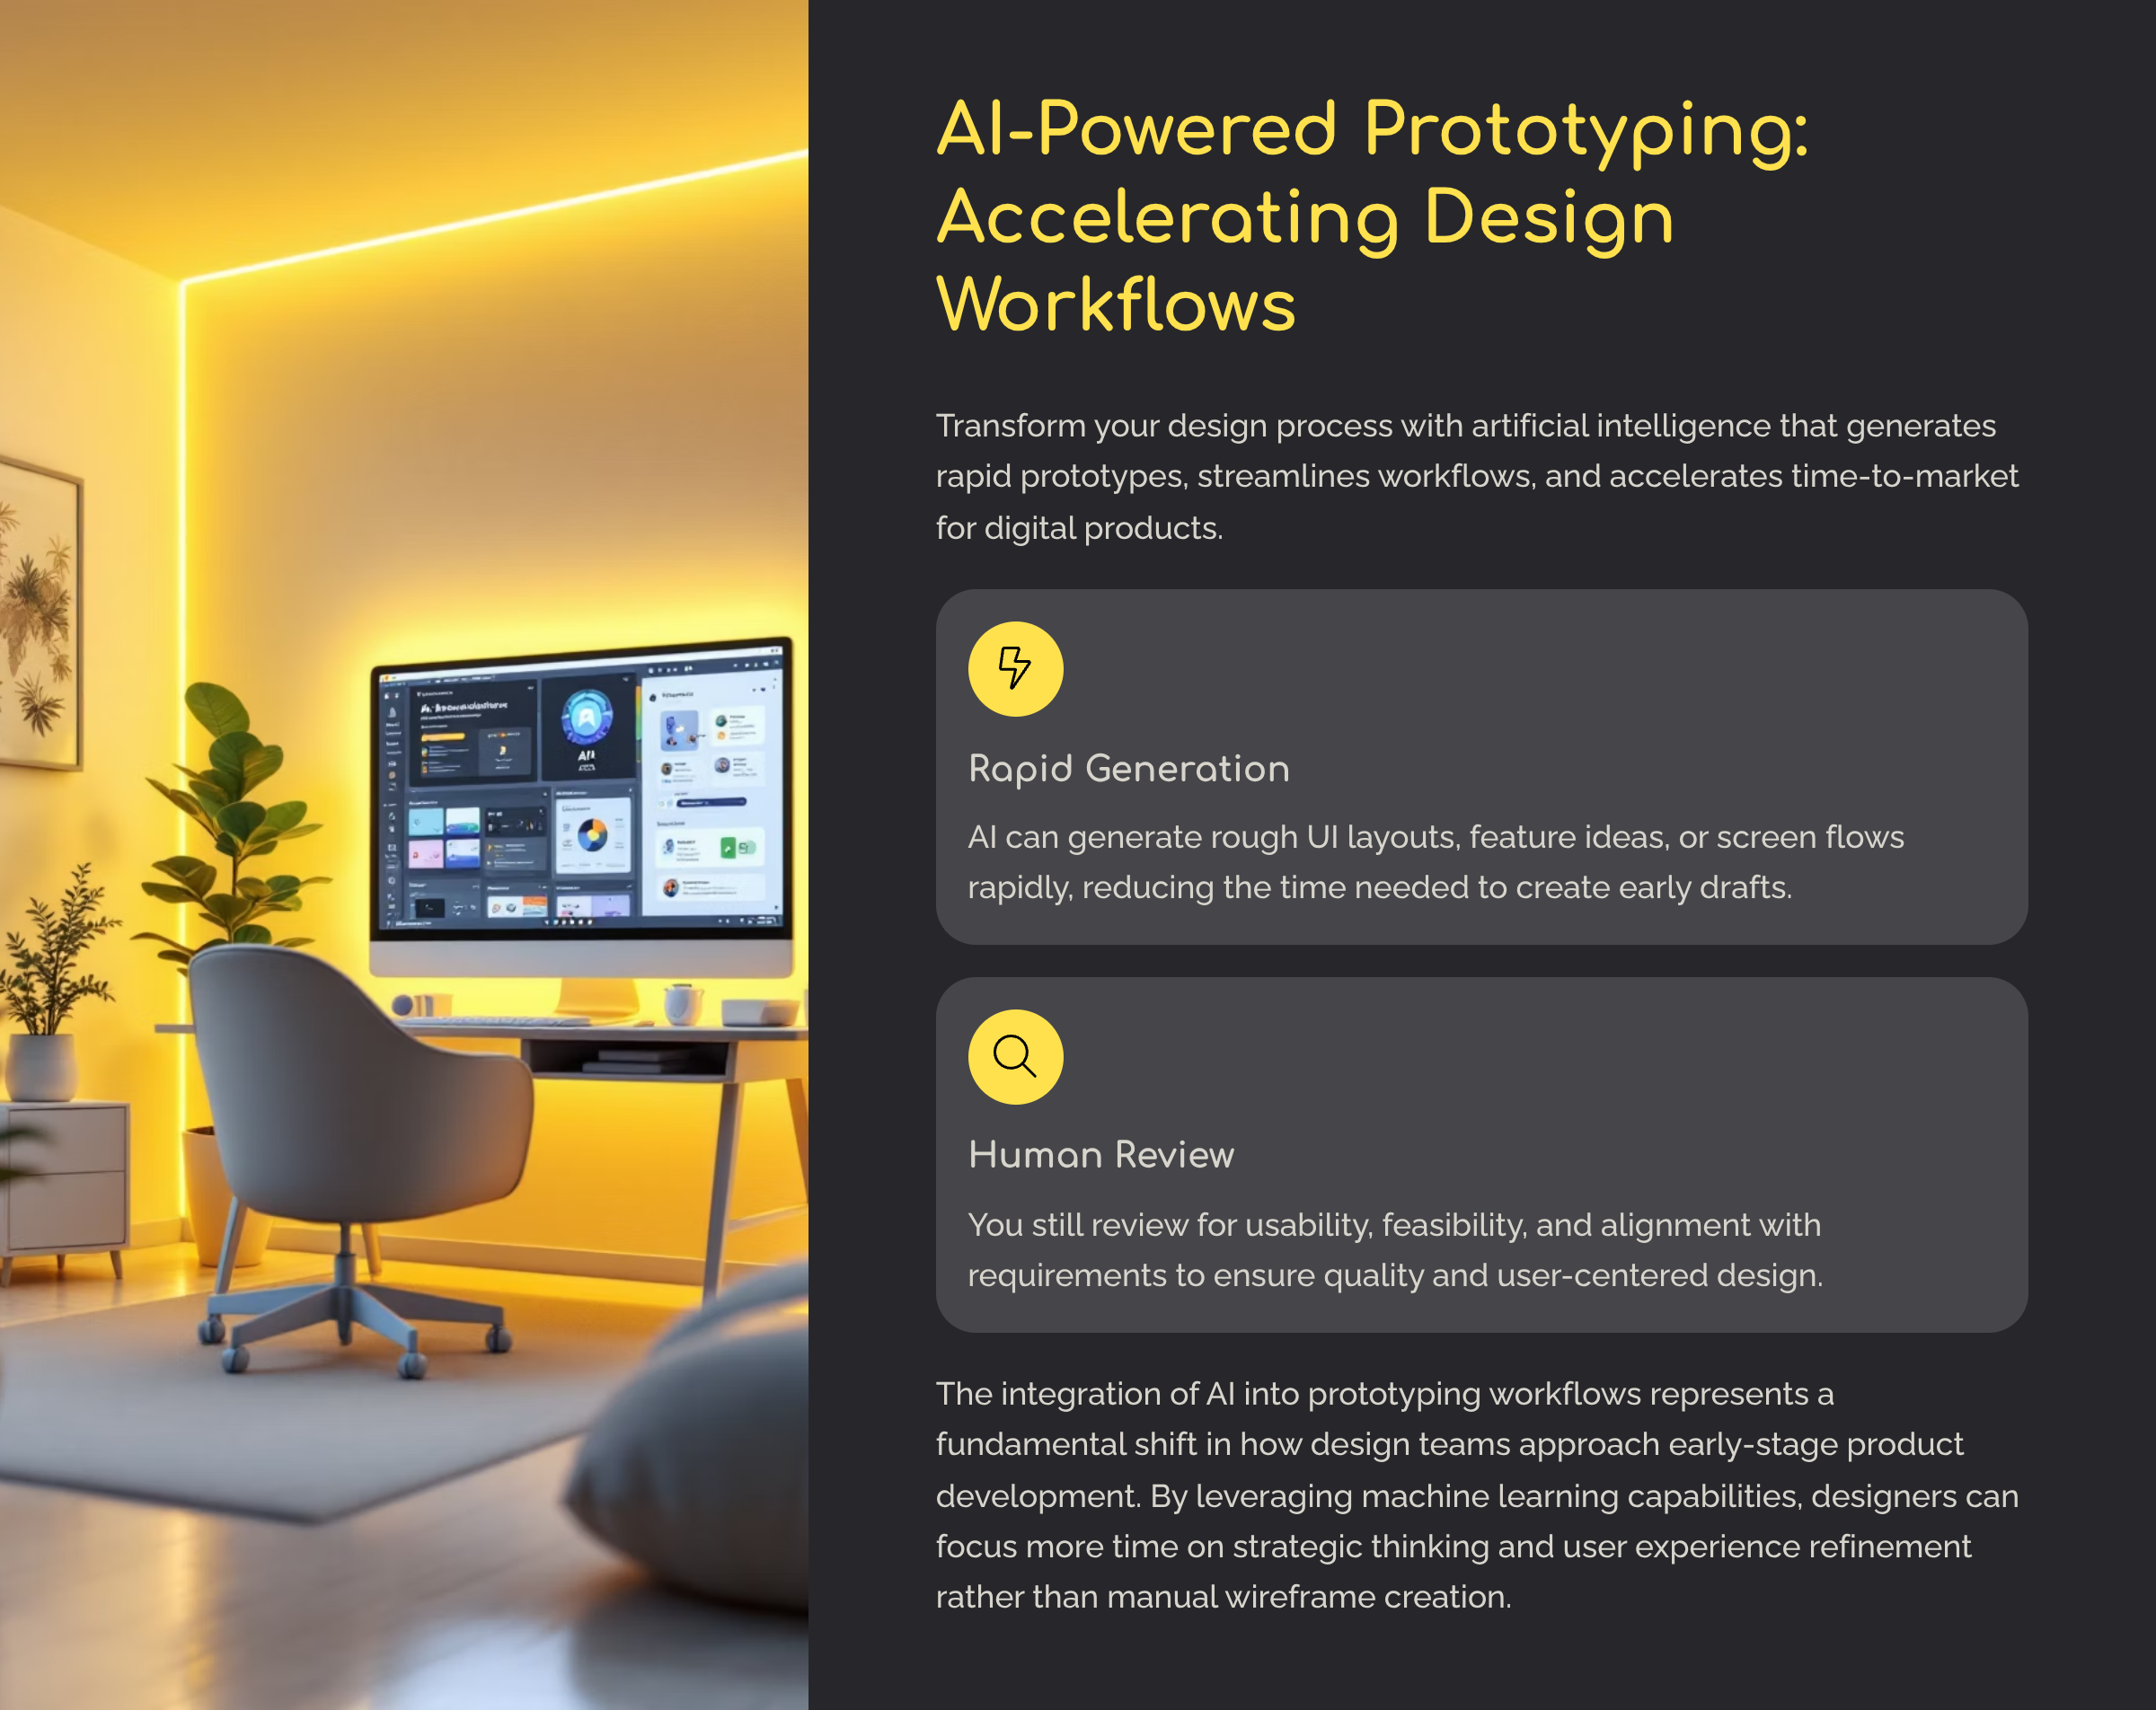 AI-Powered Prototyping:
Accelerating Design
Workflows
Transform your design process with artificial intelligence that generates
rapid prototypes, streamlines workflows, and accelerates time-to-market
for digital products.
Rapid Generation
AI can generate rough UI layouts, feature ideas, or screen flows
rapidly, reducing the time needed to create early drafts.
Human Review
You still review for usability, feasibility, and alignment with
requirements to ensure quality and user-centered design.
The integration of AI into prototyping workflows represents a
fundamental shift in how design teams approach early-stage product
development. By leveraging machine learning capabilities, designers can
focus more time on strategic thinking and user experience refinement
rather than manual wireframe creation.